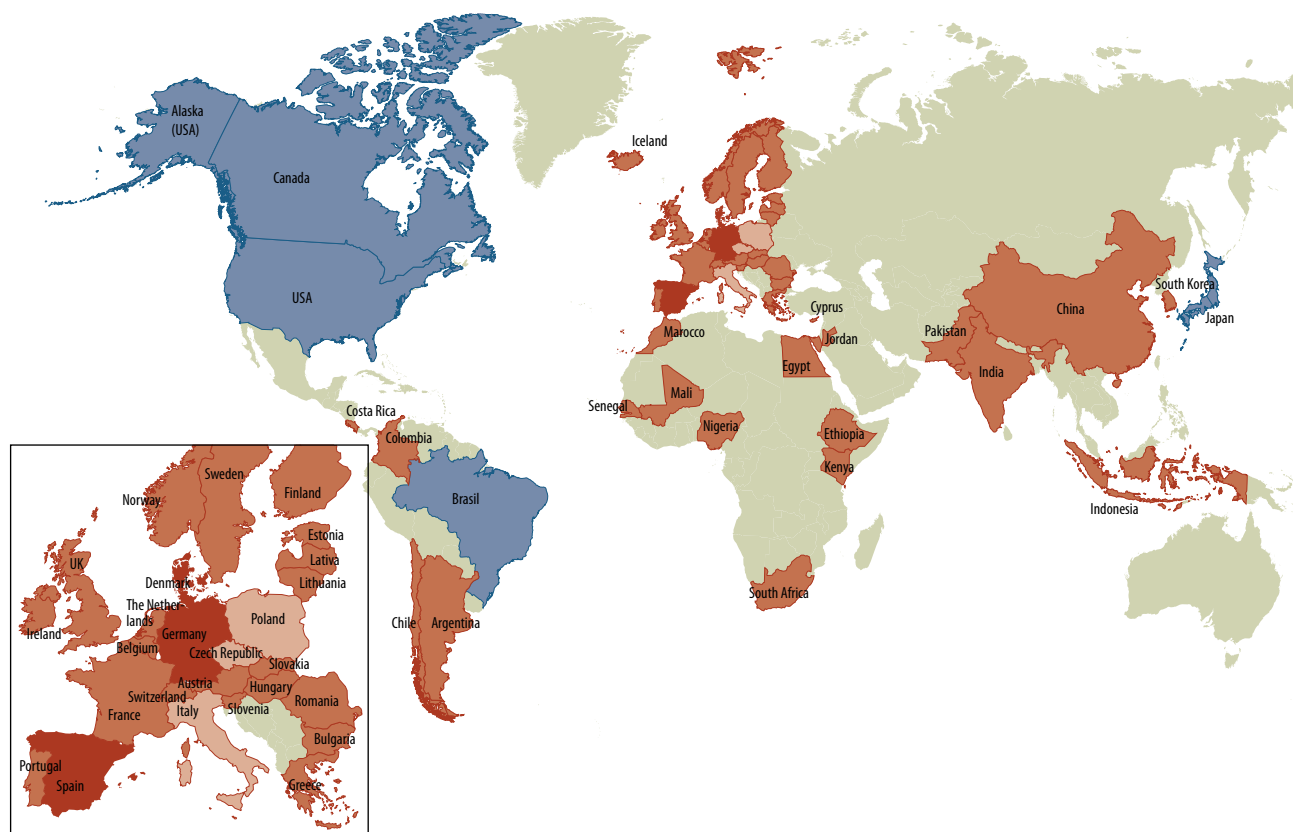 Alaska
(USA)
Canada
USA
Iceland
Cyprus
Marocco
Jordan
Egypt
Pakistan
India
China
South Korea
Japan
Mali
Senegal
Nigeria
Ethiopia
Kenya
South Africa
Indonesia
Costa Rica
Colombia
Brasil
Chile
Argentina
Sweden
Norway
Finland
Estonia
Lativa
Lithuania
UK
Denmark
The Nether-
lands
Ireland
Poland
Germany
Belgium
Czech Republic
Slovakia
Austria
Hungary
Switzerland
Romania
Italy
Slovenia
France
Bulgaria
Portugal
Spain
Greece